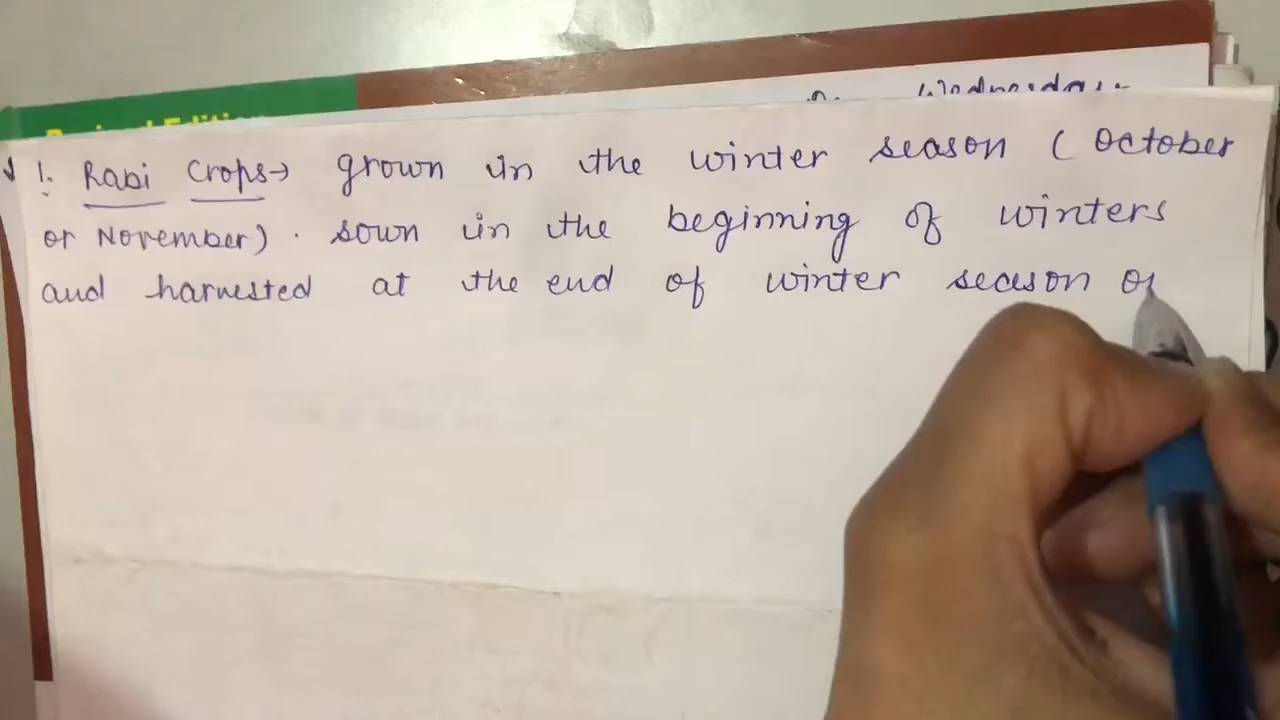 Wednesday
1. Rabi Crops→ grown in the winter season (October
or November). sown in the beginning of winters
and harvested at the end of winter season or